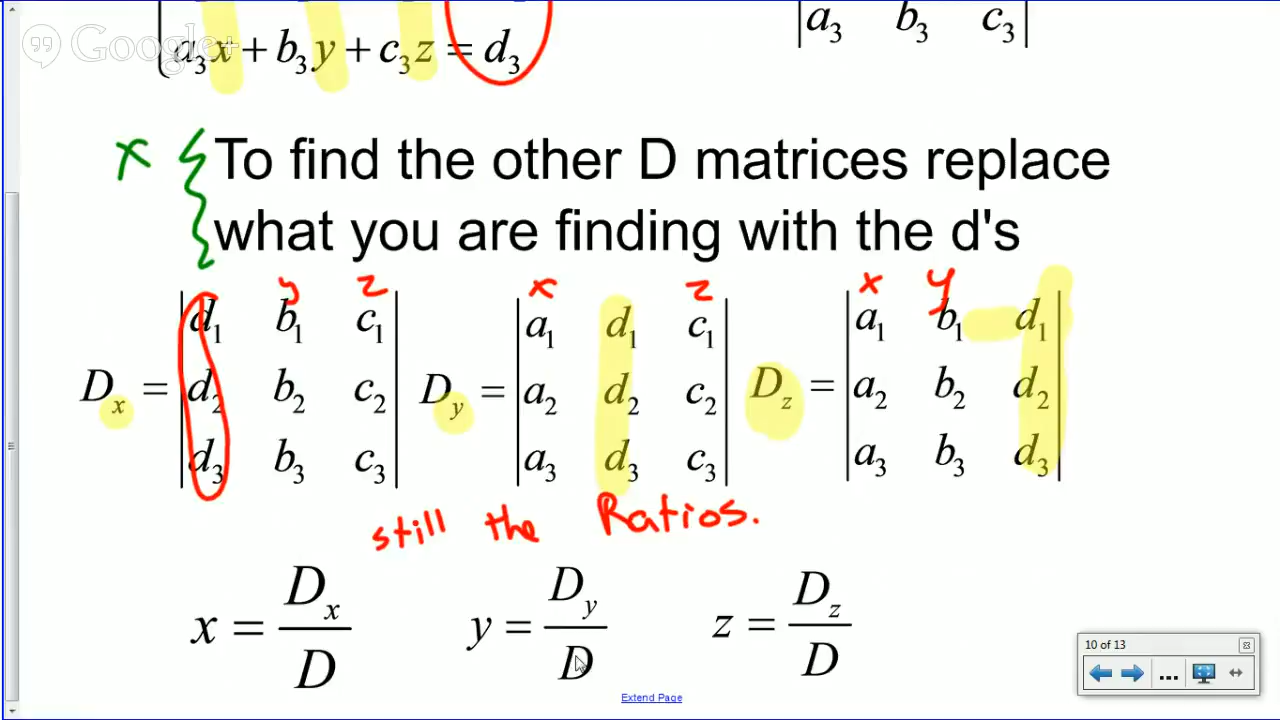 Google+
a₃x + b₃y + c₃z = d₃
a₃ b₃ c₃
x
To find the other D matrices replace
what you are finding with the d's
y z x z x y
d₁ b₁ c₁ a₁ d₁ c₁ a₁ b₁ d₁
Dₓ = d₂ b₂ c₂ D_y = a₂ d₂ c₂ D_z = a₂ b₂ d₂
d₃ b₃ c₃ a₃ d₃ c₃ a₃ b₃ d₃
still the Ratios.
x = Dₓ/D y = D_y/D z = D_z/D
10 of 13
...
Extend Page